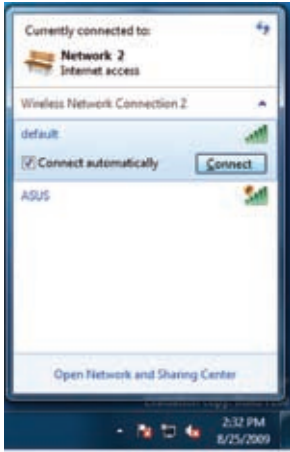 Currently connected to:
Network 2
Internet access
Wireless Network Connection 2
default
Connect automatically
Connect
ASUS
Open Network and Sharing Center
2:32 PM
8/25/2009